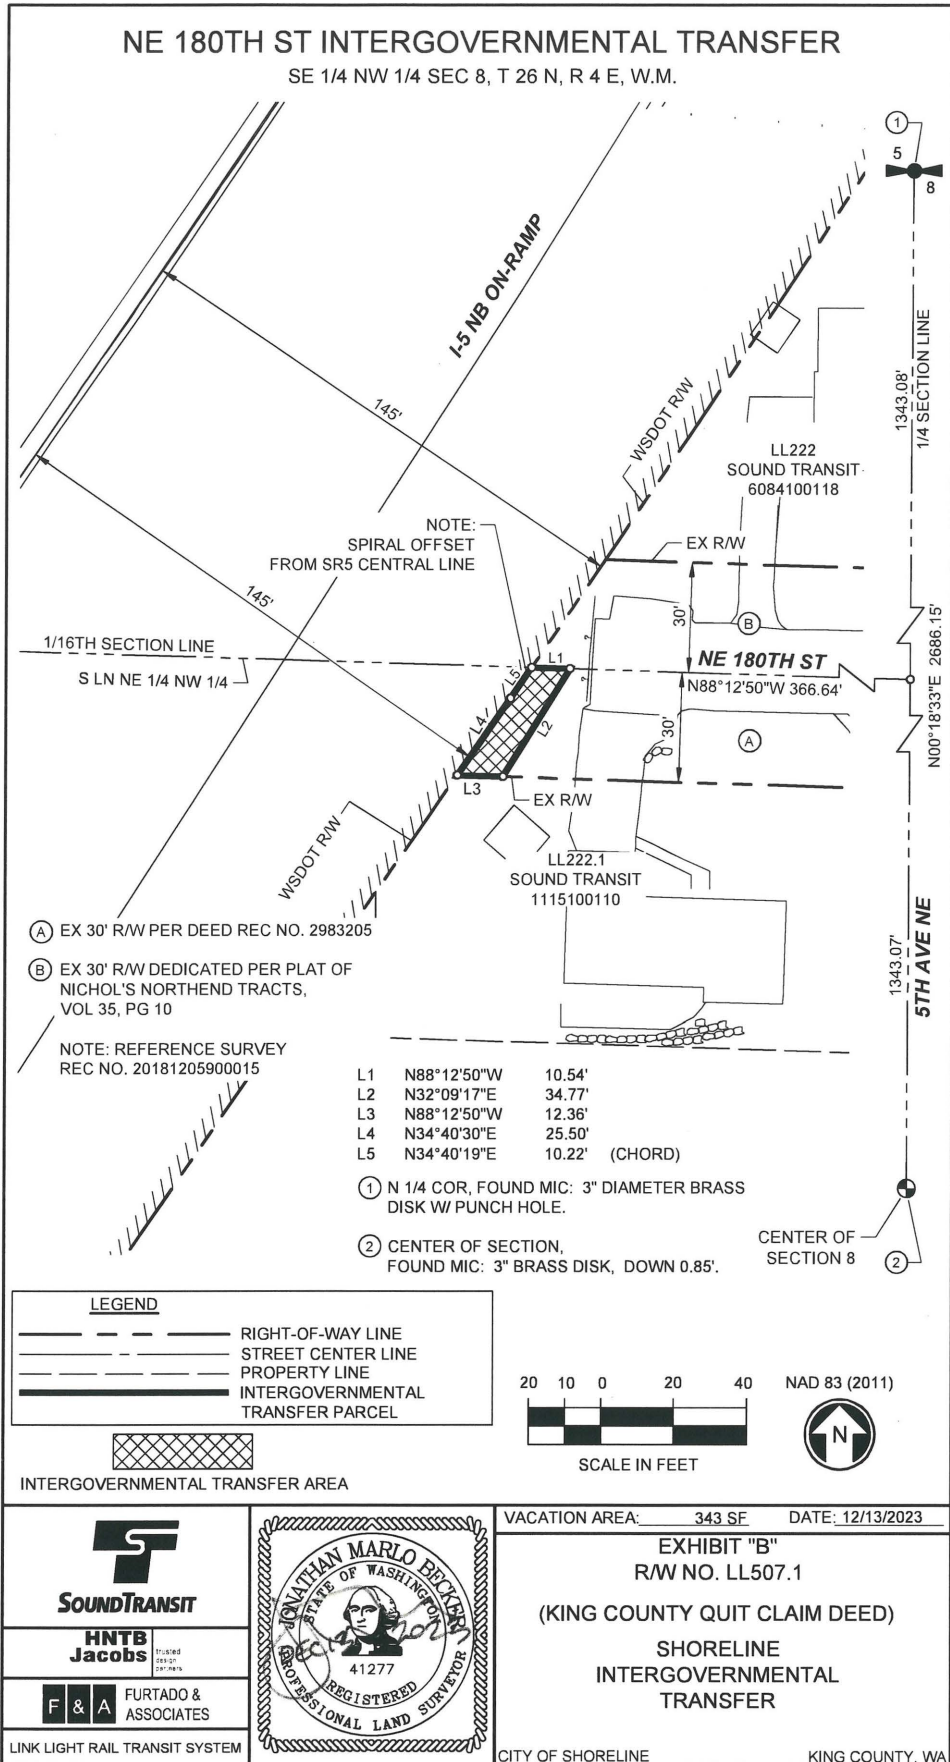 NE 180TH ST INTERGOVERNMENTAL TRANSFER
SE 1/4 NW 1/4 SEC 8, T 26 N, R 4 E, W.M.
1
5
8
I-5 NB ON-RAMP
145'
WSDOT R/W
1343.08'
1/4 SECTION LINE
LL222
SOUND TRANSIT
6084100118
NOTE:
SPIRAL OFFSET
FROM SR5 CENTRAL LINE
EX R/W
145'
30'
B
1/16TH SECTION LINE
S LN NE 1/4 NW 1/4
L1
NE 180TH ST
N88°12'50"W 366.64'
N00°18'33"E 2686.15'
L5
L4
L2
30'
A
L3
EX R/W
WSDOT R/W
LL222.1
SOUND TRANSIT
1115100110
A EX 30' R/W PER DEED REC NO. 2983205
B EX 30' R/W DEDICATED PER PLAT OF
NICHOL'S NORTHEND TRACTS,
VOL 35, PG 10
1343.07'
5TH AVE NE
NOTE: REFERENCE SURVEY
REC NO. 20181205900015
L1 N88°12'50"W 10.54'
L2 N32°09'17"E 34.77'
L3 N88°12'50"W 12.36'
L4 N34°40'30"E 25.50'
L5 N34°40'19"E 10.22' (CHORD)
1 N 1/4 COR, FOUND MIC: 3" DIAMETER BRASS
DISK W/ PUNCH HOLE.
2 CENTER OF SECTION,
FOUND MIC: 3" BRASS DISK, DOWN 0.85'.
CENTER OF
SECTION 8
2
LEGEND
RIGHT-OF-WAY LINE
STREET CENTER LINE
PROPERTY LINE
INTERGOVERNMENTAL
TRANSFER PARCEL
INTERGOVERNMENTAL TRANSFER AREA
20 10 0 20 40
SCALE IN FEET
NAD 83 (2011)
N
SOUNDTRANSIT
HNTB
Jacobs
trusted
design
partners
F & A
FURTADO &
ASSOCIATES
LINK LIGHT RAIL TRANSIT SYSTEM
JONATHAN MARLO BECKER
STATE OF WASHINGTON
41277
REGISTERED
PROFESSIONAL LAND SURVEYOR
VACATION AREA: 343 SF DATE: 12/13/2023
EXHIBIT "B"
R/W NO. LL507.1
(KING COUNTY QUIT CLAIM DEED)
SHORELINE
INTERGOVERNMENTAL
TRANSFER
CITY OF SHORELINE KING COUNTY, WA